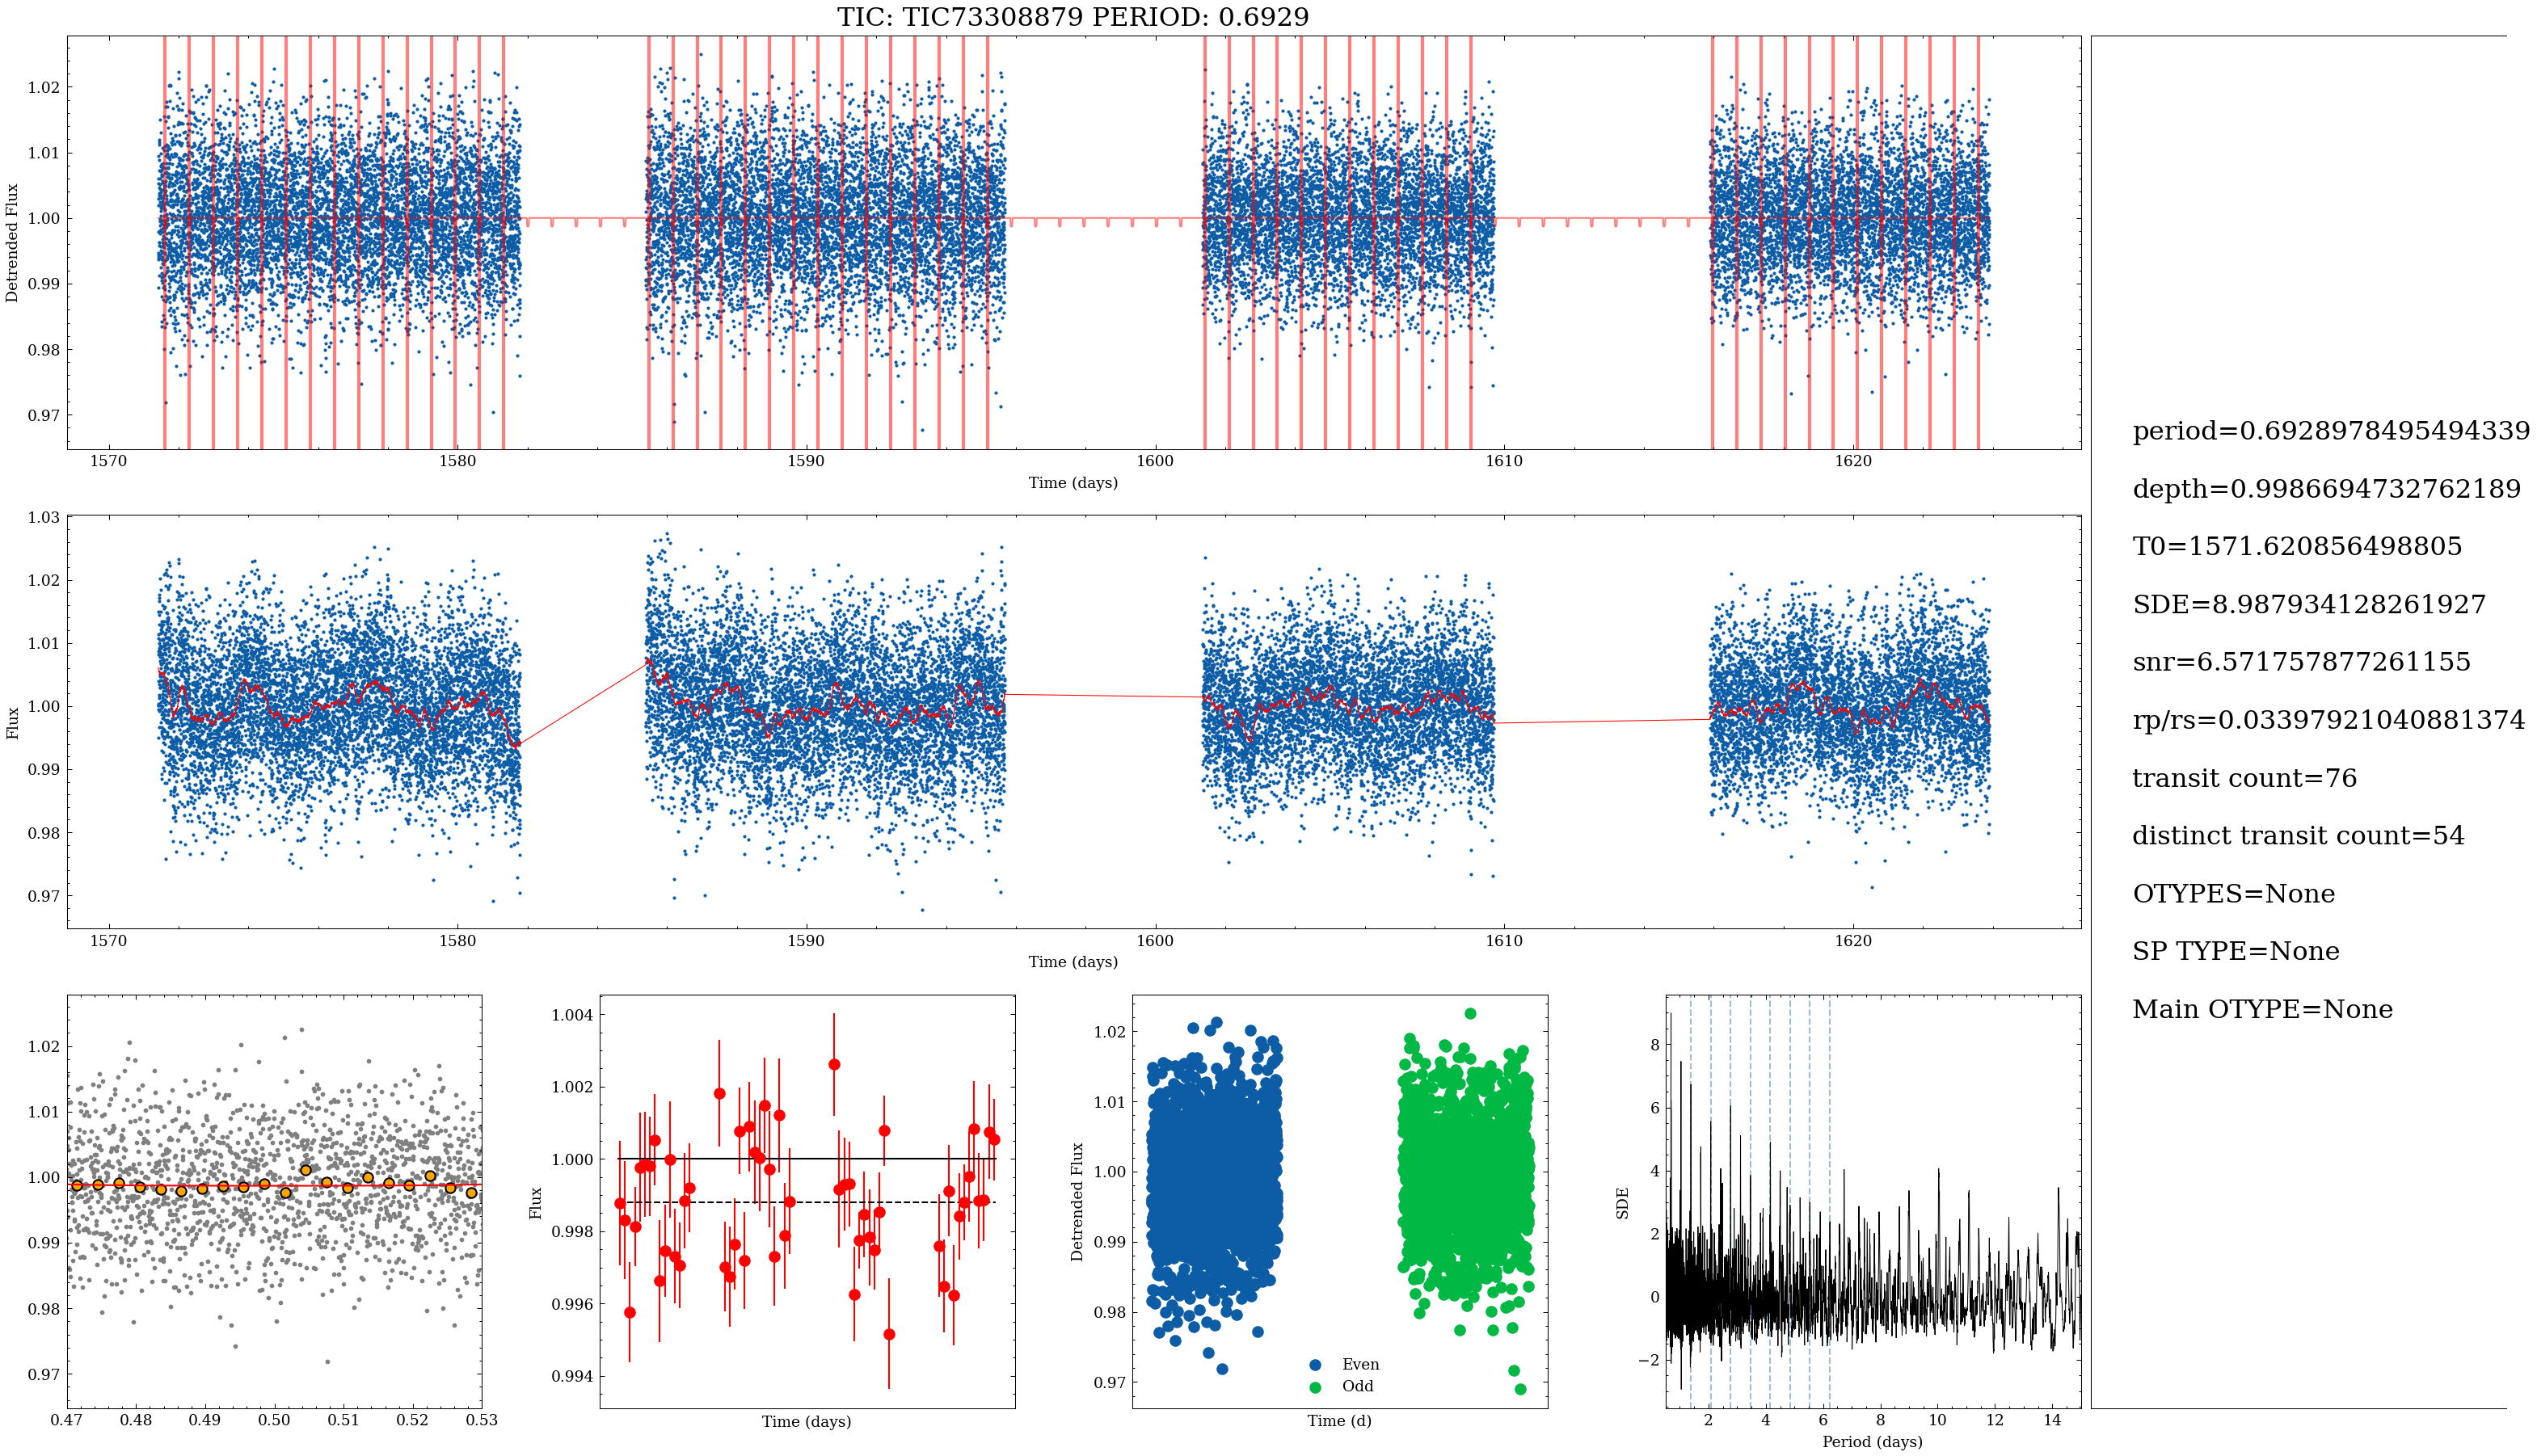 TIC: TIC73308879 PERIOD: 0.6929
Detrended Flux
1.02
1.01
1.00
0.99
0.98
0.97
1570 1580 1590 1600 1610 1620
Time (days)
Flux
1.03
1.02
1.01
1.00
0.99
0.98
0.97
1570 1580 1590 1600 1610 1620
Time (days)
1.02
1.01
1.00
0.99
0.98
0.97
0.47 0.48 0.49 0.50 0.51 0.52 0.53
Flux
1.004
1.002
1.000
0.998
0.996
0.994
Time (days)
Detrended Flux
1.02
1.01
1.00
0.99
0.98
0.97
Even
Odd
Time (d)
SDE
8
6
4
2
0
−2
2 4 6 8 10 12 14
Period (days)
period=0.6928978495494339
depth=0.9986694732762189
T0=1571.620856498805
SDE=8.987934128261927
snr=6.571757877261155
rp/rs=0.03397921040881374
transit count=76
distinct transit count=54
OTYPES=None
SP TYPE=None
Main OTYPE=None